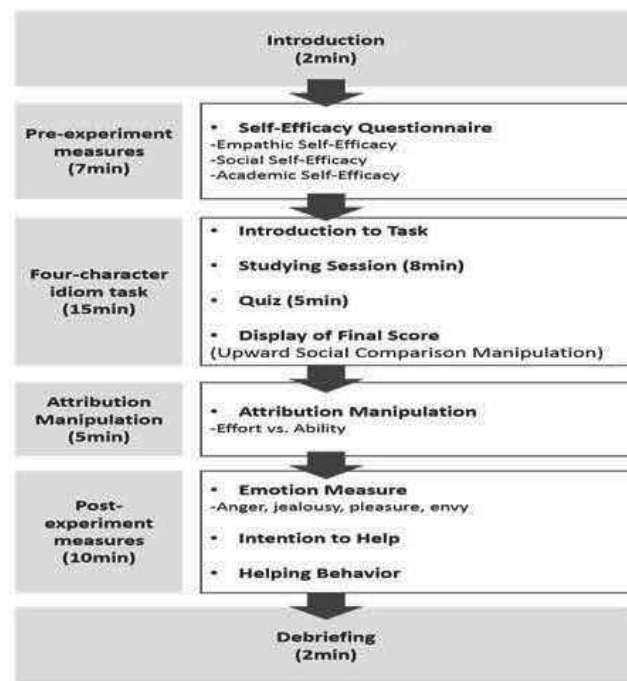 Introduction
(2min)
Pre-experiment
measures
(7min)
• Self-Efficacy Questionnaire
-Empathic Self-Efficacy
-Social Self-Efficacy
-Academic Self-Efficacy
Four-character
idiom task
(15min)
• Introduction to Task
• Studying Session (8min)
• Quiz (5min)
• Display of Final Score
(Upward Social Comparison Manipulation)
Attribution
Manipulation
(5min)
• Attribution Manipulation
-Effort vs. Ability
Post-
experiment
measures
(10min)
• Emotion Measure
-Anger, jealousy, pleasure, envy
• Intention to Help
• Helping Behavior
Debriefing
(2min)